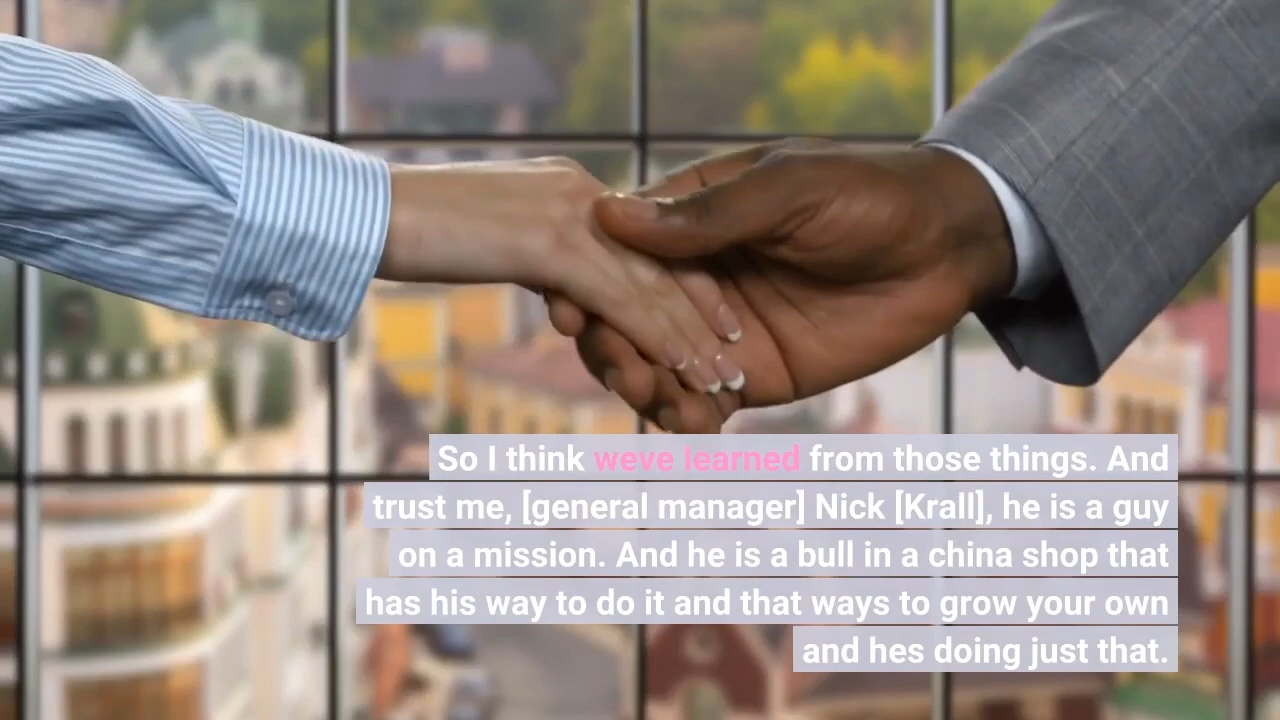 So I think weve learned from those things. And
trust me, [general manager] Nick [Krall], he is a guy
on a mission. And he is a bull in a china shop that
has his way to do it and that ways to grow your own
and hes doing just that.